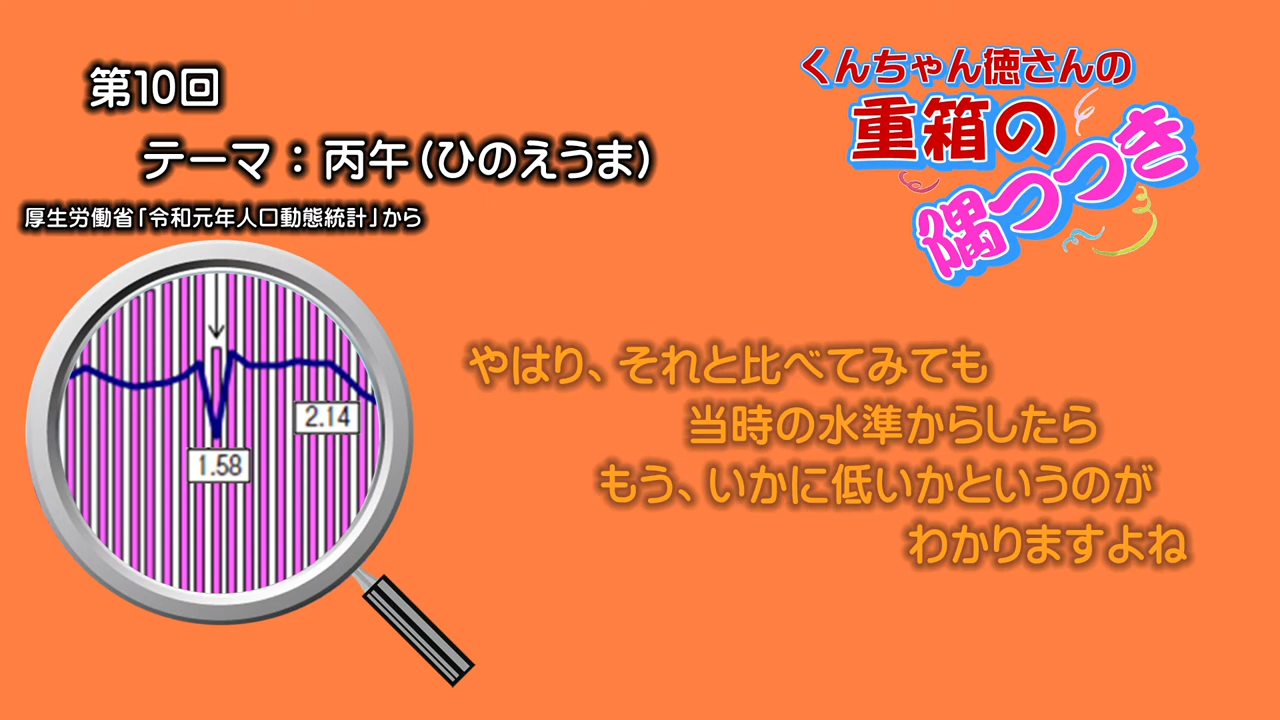 第10回
テーマ：丙午(ひのえうま)
厚生労働省「令和元年人口動態統計」から
くんちゃん徳さんの
重箱の
隅つつき
2.14
1.58
やはり、それと比べてみても
当時の水準からしたら
もう、いかに低いかというのが
わかりますよね